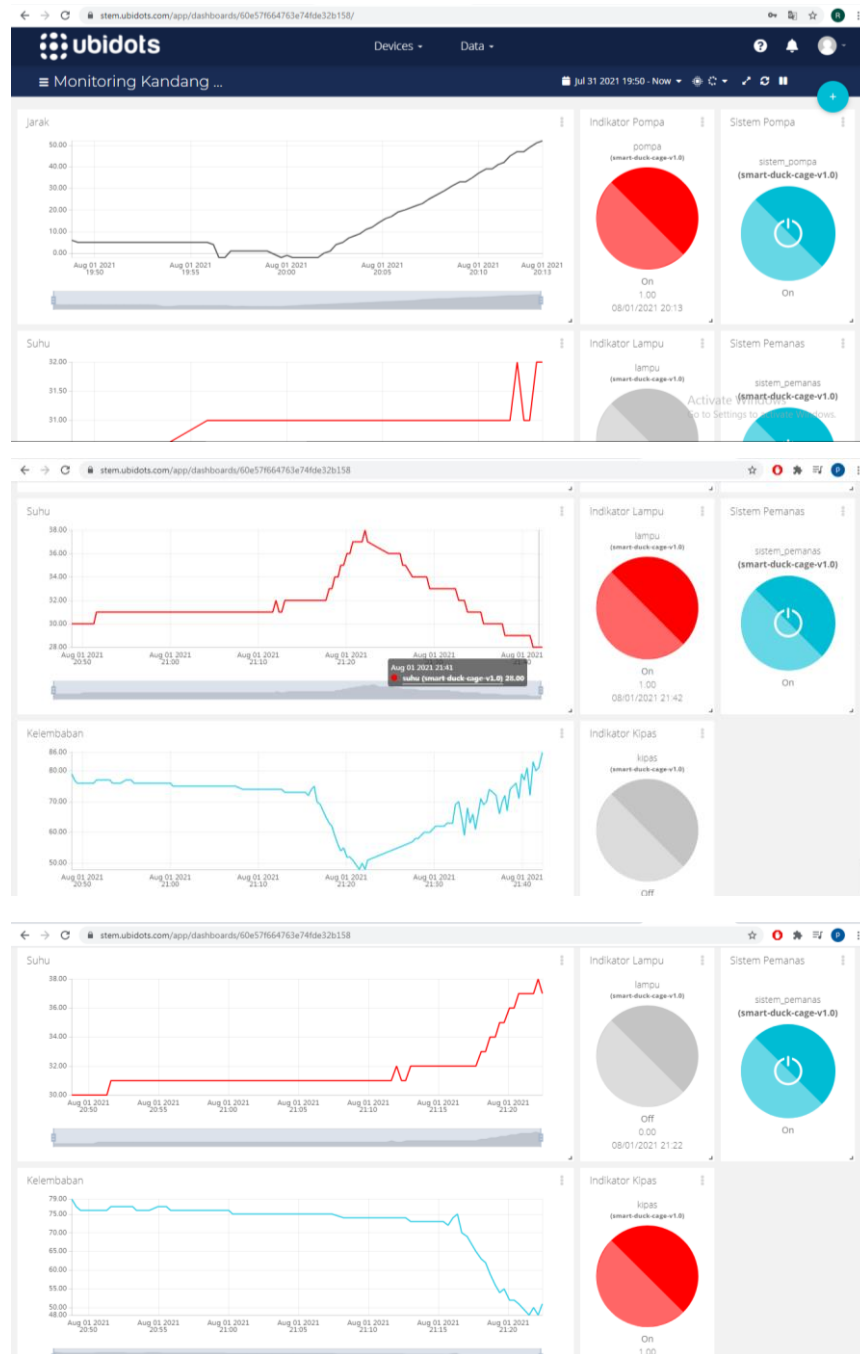 stem.ubidots.com/app/dashboards/60e57f664763e74fde32b158/
ubidots
Devices
Data
Monitoring Kandang ...
Jul 31 2021 19:50 - Now
Jarak
50.00
40.00
30.00
20.00
10.00
0.00
Aug 01 2021 Aug 01 2021 Aug 01 2021 Aug 01 2021 Aug 01 2021 Aug 01 2021
19:50 19:55 20:00 20:05 20:10 20:13
Indikator Pompa
pompa
(smart-duck-cage-v1.0)
On
1.00
08/01/2021 20:13
Sistem Pompa
sistem_pompa
(smart-duck-cage-v1.0)
On
Suhu
32.00
31.50
31.00
Indikator Lampu
lampu
(smart-duck-cage-v1.0)
Sistem Pemanas
sistem_pemanas
(smart-duck-cage-v1.0)
Activate Windows
Go to Settings to activate Windows.
stem.ubidots.com/app/dashboards/60e57f664763e74fde32b158
Suhu
38.00
36.00
34.00
32.00
30.00
28.00
Aug 01 2021 Aug 01 2021 Aug 01 2021 Aug 01 2021 Aug 01 2021
20:50 21:00 21:10 21:20 21:40
Aug 01 2021 21:41
suhu (smart-duck-cage-v1.0) 28.00
Indikator Lampu
lampu
(smart-duck-cage-v1.0)
On
1.00
08/01/2021 21:42
Sistem Pemanas
sistem_pemanas
(smart-duck-cage-v1.0)
On
Kelembaban
86.00
80.00
70.00
60.00
50.00
Aug 01 2021 Aug 01 2021 Aug 01 2021 Aug 01 2021 Aug 01 2021 Aug 01 2021
20:50 21:00 21:10 21:20 21:30 21:40
Indikator Kipas
kipas
(smart-duck-cage-v1.0)
Off
stem.ubidots.com/app/dashboards/60e57f664763e74fde32b158
Suhu
38.00
36.00
34.00
32.00
30.00
Aug 01 2021 Aug 01 2021 Aug 01 2021 Aug 01 2021 Aug 01 2021 Aug 01 2021 Aug 01 2021
20:50 20:55 21:00 21:05 21:10 21:15 21:20
Indikator Lampu
lampu
(smart-duck-cage-v1.0)
Off
0.00
08/01/2021 21:22
Sistem Pemanas
sistem_pemanas
(smart-duck-cage-v1.0)
On
Kelembaban
79.00
75.00
70.00
65.00
60.00
55.00
50.00
48.00
Aug 01 2021 Aug 01 2021 Aug 01 2021 Aug 01 2021 Aug 01 2021 Aug 01 2021 Aug 01 2021
20:50 20:55 21:00 21:05 21:10 21:15 21:20
Indikator Kipas
kipas
(smart-duck-cage-v1.0)
On
1.00